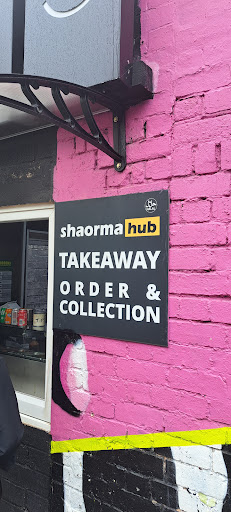 shaorma hub
TAKEAWAY
ORDER &
COLLECTION